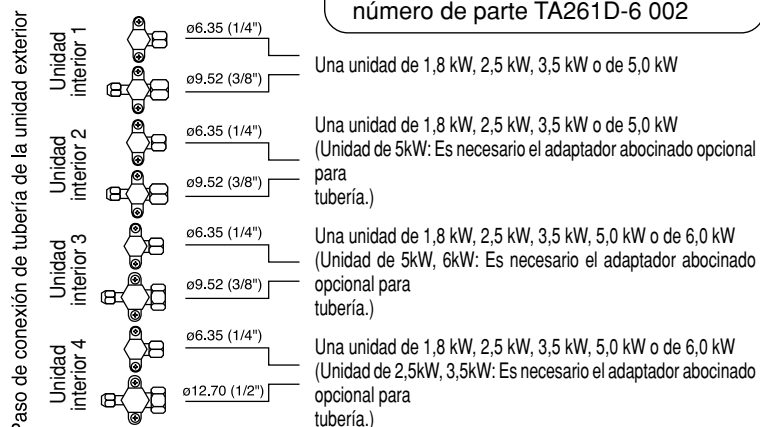 número de parte TA261D-6 002
Paso de conexión de tubería de la unidad exterior
Unidad
interior 1
ø6.35 (1/4")
ø9.52 (3/8")
Una unidad de 1,8 kW, 2,5 kW, 3,5 kW o de 5,0 kW
Unidad
interior 2
ø6.35 (1/4")
ø9.52 (3/8")
Una unidad de 1,8 kW, 2,5 kW, 3,5 kW o de 5,0 kW
(Unidad de 5kW: Es necesario el adaptador abocinado opcional
para
tubería.)
Unidad
interior 3
ø6.35 (1/4")
ø9.52 (3/8")
Una unidad de 1,8 kW, 2,5 kW, 3,5 kW, 5,0 kW o de 6,0 kW
(Unidad de 5kW, 6kW: Es necesario el adaptador abocinado
opcional para
tubería.)
Unidad
interior 4
ø6.35 (1/4")
ø12.70 (1/2")
Una unidad de 1,8 kW, 2,5 kW, 3,5 kW, 5,0 kW o de 6,0 kW
(Unidad de 2,5kW, 3,5kW: Es necesario el adaptador abocinado
opcional para
tubería.)